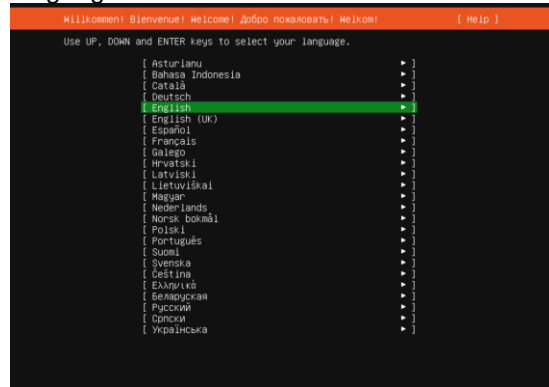 Willkommen! Bienvenue! Welcome! Добро пожаловать! Welkom! [ Help ]
Use UP, DOWN and ENTER keys to select your language.
[ Asturianu ▸ ]
[ Bahasa Indonesia ▸ ]
[ Català ▸ ]
[ Deutsch ▸ ]
[ English ▸ ]
[ English (UK) ▸ ]
[ Español ▸ ]
[ Français ▸ ]
[ Galego ▸ ]
[ Hrvatski ▸ ]
[ Latviski ▸ ]
[ Lietuviškai ▸ ]
[ Magyar ▸ ]
[ Nederlands ▸ ]
[ Norsk bokmål ▸ ]
[ Polski ▸ ]
[ Português ▸ ]
[ Suomi ▸ ]
[ Svenska ▸ ]
[ Čeština ▸ ]
[ Ελληνικά ▸ ]
[ Беларуская ▸ ]
[ Русский ▸ ]
[ Српски ▸ ]
[ Українська ▸ ]